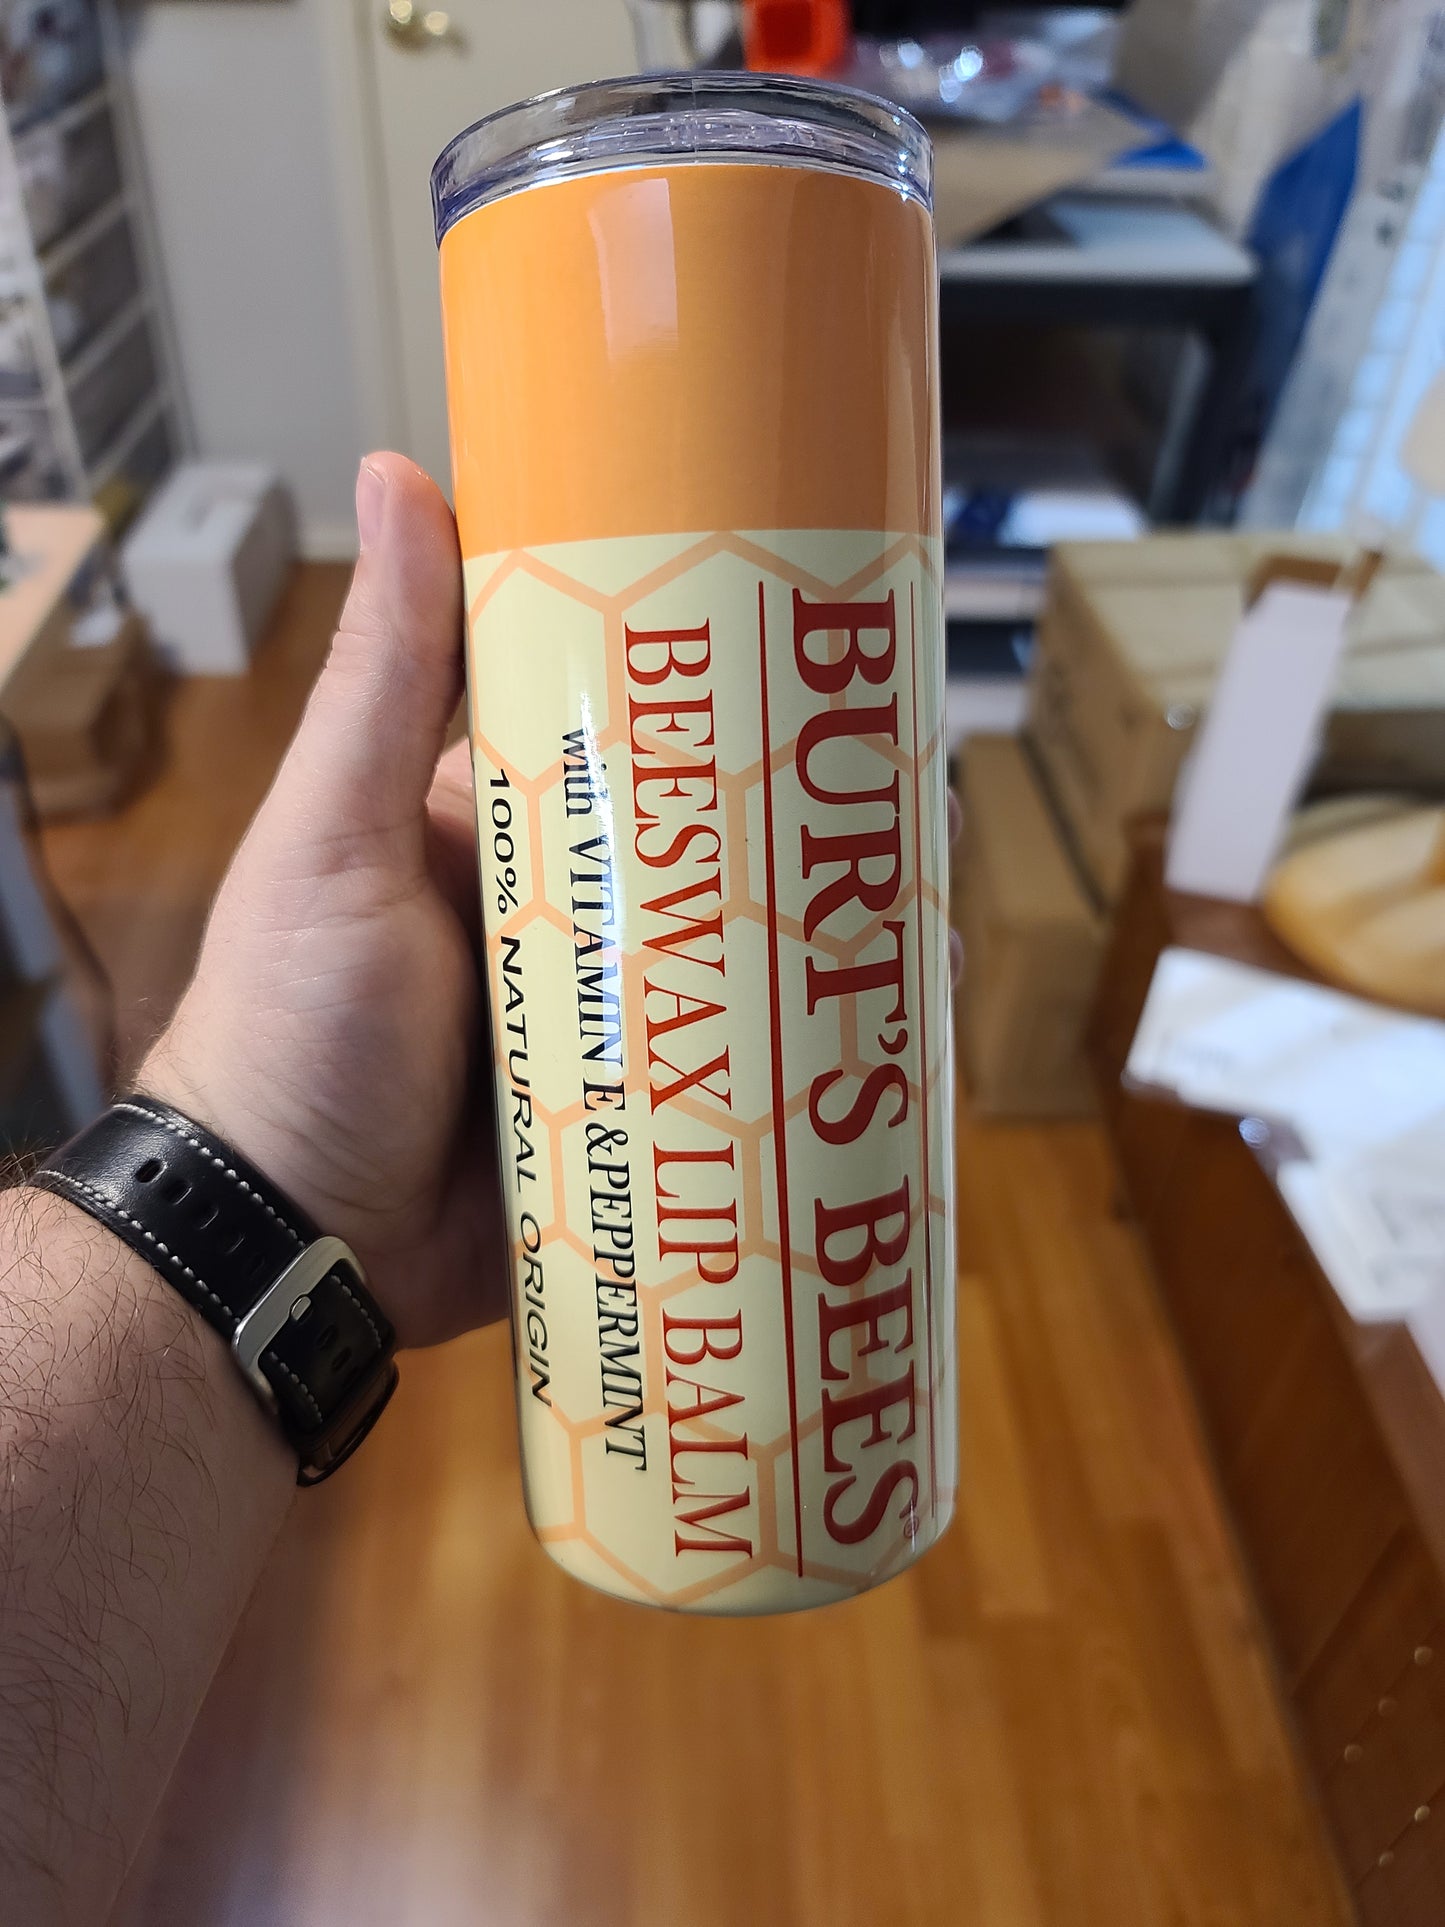 BURT'S BEES®
BEESWAX LIP BALM
with VITAMIN E & PEPPERMINT
100% NATURAL ORIGIN